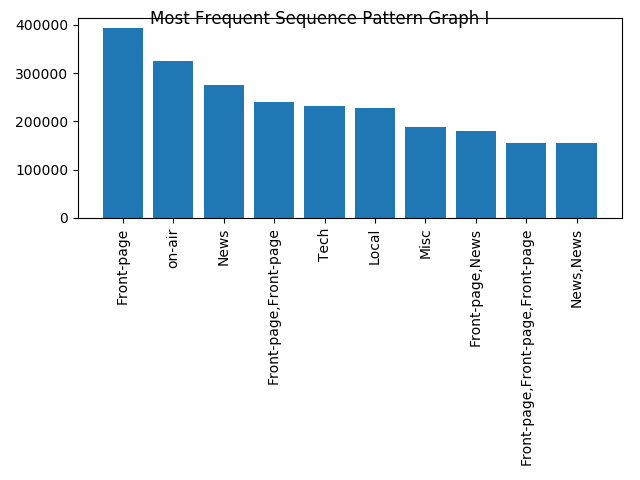 Most Frequent Sequence Pattern Graph I
400000
300000
200000
100000
0
Front-page
on-air
News
Front-page,Front-page
Tech
Local
Misc
Front-page,News
Front-page,Front-page,Front-page
News,News